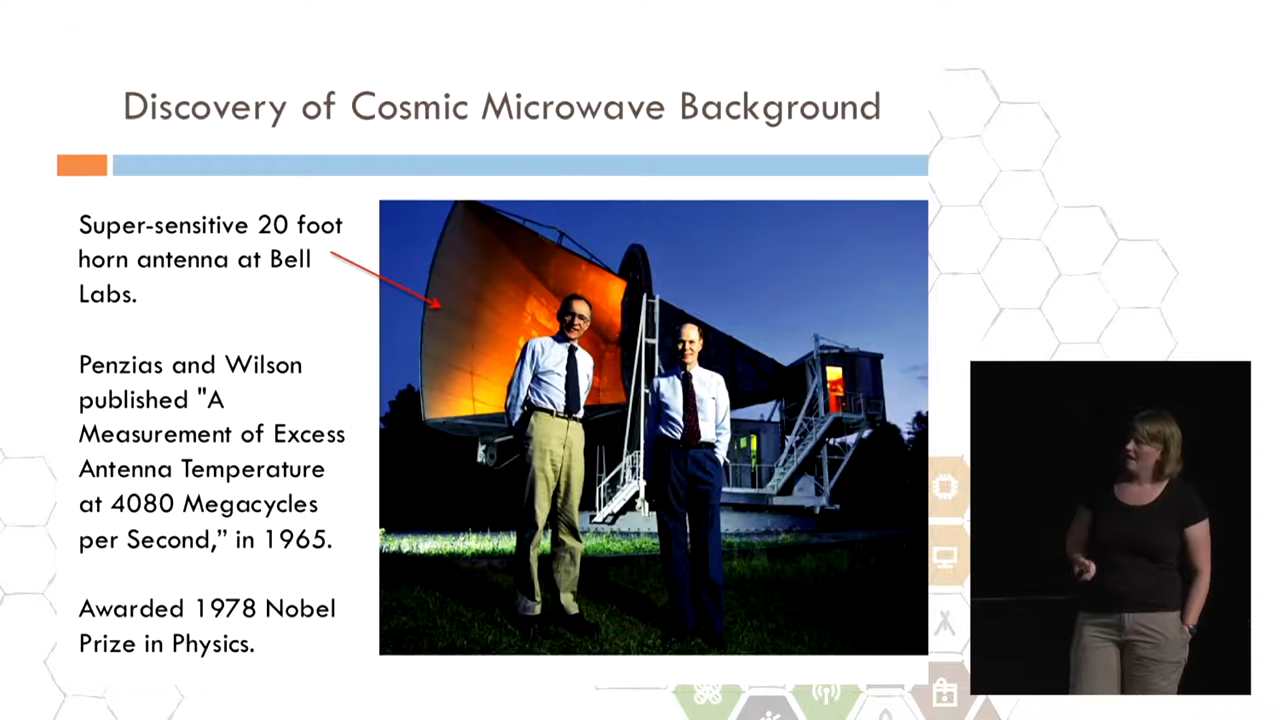 Discovery of Cosmic Microwave Background
Super-sensitive 20 foot
horn antenna at Bell
Labs.
Penzias and Wilson
published "A
Measurement of Excess
Antenna Temperature
at 4080 Megacycles
per Second,” in 1965.
Awarded 1978 Nobel
Prize in Physics.